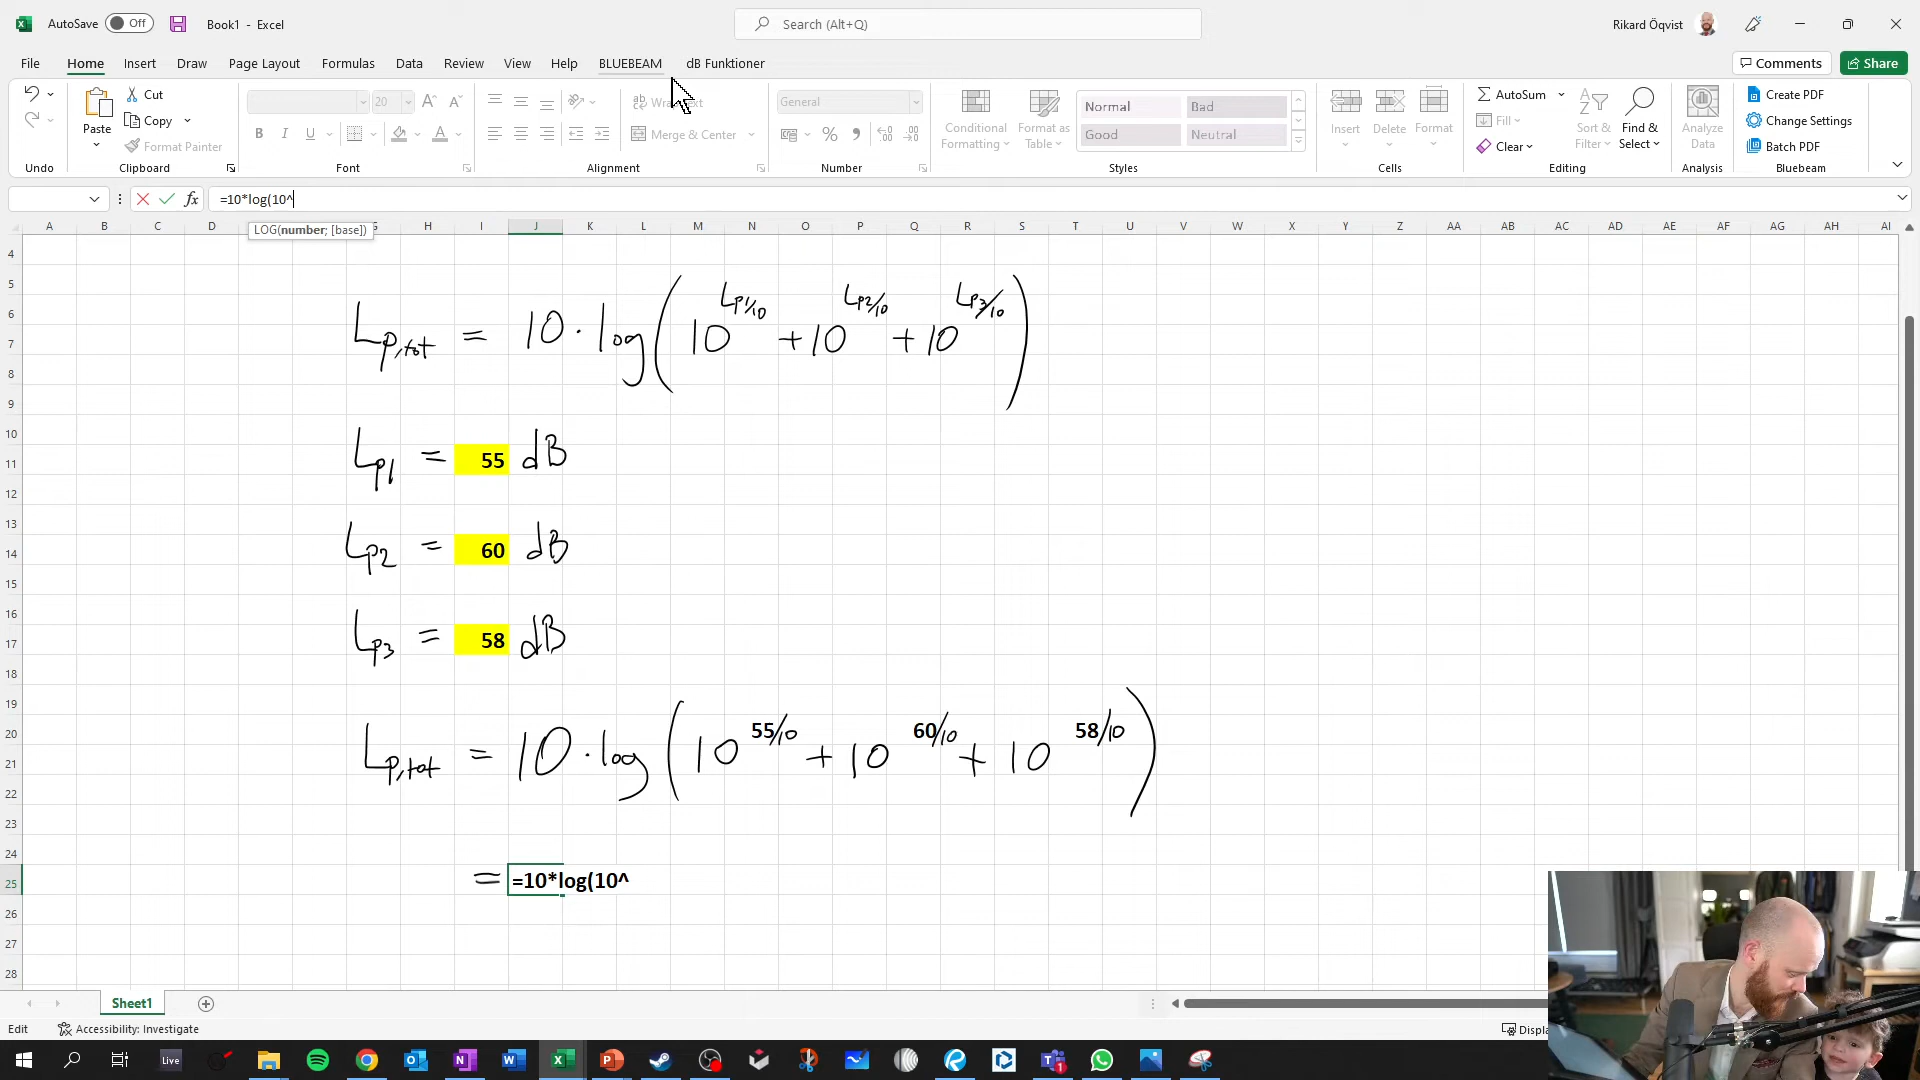 AutoSave Off Book1 - Excel Search (Alt+Q) Rikard Öqvist
File Home Insert Draw Page Layout Formulas Data Review View Help BLUEBEAM dB Funktioner Comments Share
Cut
Copy
Format Painter
Paste
20
Wrap Text
Merge & Center
General
Conditional Formatting
Format as Table
Normal Bad
Good Neutral
Insert Delete Format
AutoSum
Fill
Clear
Sort & Filter
Find & Select
Analyze Data
Create PDF
Change Settings
Batch PDF
Undo Clipboard Font Alignment Number Styles Cells Editing Analysis Bluebeam
=10*log(10^
LOG(number; [base])
A B C D G H I J K L M N O P Q R S T U V W X Y Z AA AB AC AD AE AF AG AH AI
4
5
6
7
8
9
10
11
12
13
14
15
16
17
18
19
20
21
22
23
24
25
26
27
28
Lp,tot = 10 · log(10^Lp1/10 + 10^Lp2/10 + 10^Lp3/10)
Lp1 = 55 dB
Lp2 = 60 dB
Lp3 = 58 dB
Lp,tot = 10 · log(10^55/10 + 10^60/10 + 10^58/10)
= =10*log(10^
Sheet1
Edit Accessibility: Investigate
Live
1